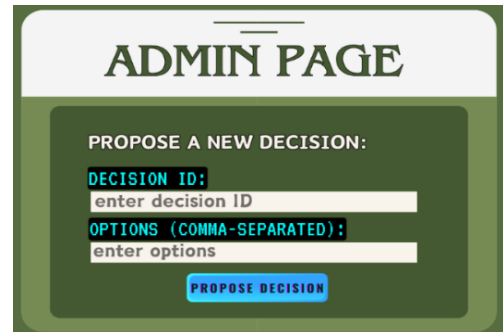 ADMIN PAGE
PROPOSE A NEW DECISION:
DECISION ID:
enter decision ID
OPTIONS (COMMA-SEPARATED):
enter options
PROPOSE DECISION